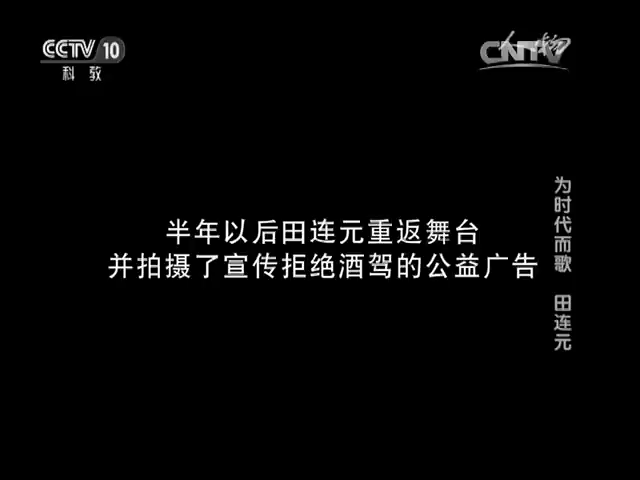 CCTV 10
科教
人物
CNTV
半年以后田连元重返舞台
并拍摄了宣传拒绝酒驾的公益广告
为时代而歌 田连元